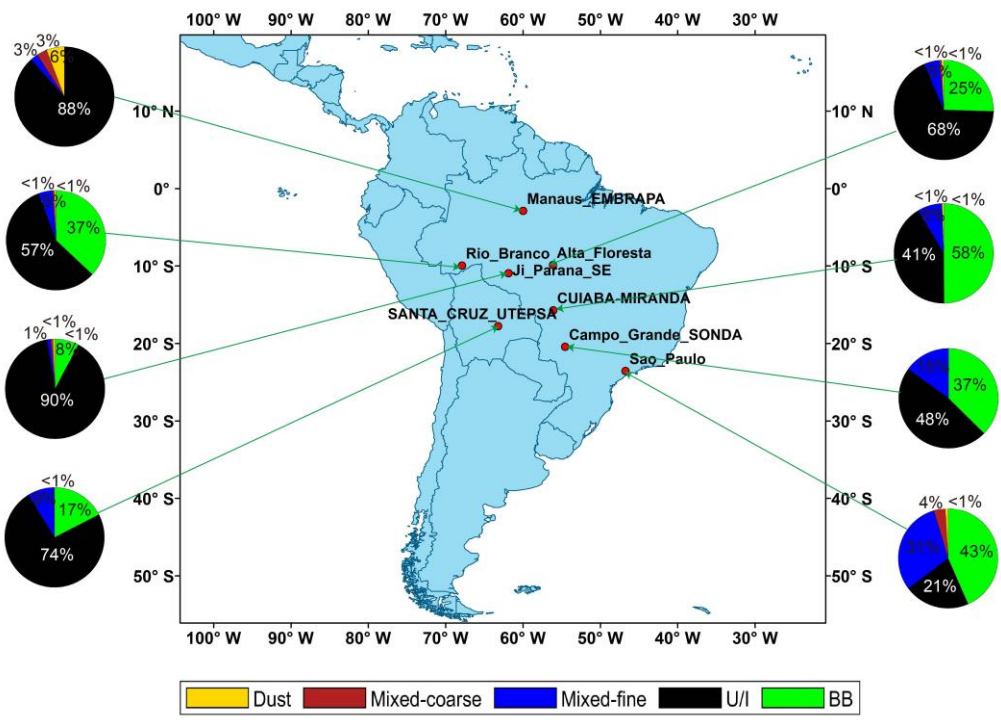 100° W 90° W 80° W 70° W 60° W 50° W 40° W 30° W
3% 3% 6% 88%
<1% <1% 25% 68%
10° N 10° N
<1% <1% 37% 57%
0° 0°
Manaus_EMBRAPA
<1% <1% 41% 58%
Rio_Branco Alta_Floresta
10° S 10° S
Ji_Parana_SE
CUIABA-MIRANDA
SANTA_CRUZ_UTEPSA
1% <1% <1% 8% 90%
20° S 20° S
Campo_Grande_SONDA
Sao_Paulo
37% 48%
30° S 30° S
40° S 40° S
<1% 17% 74%
4% <1% 31% 43% 21%
50° S 50° S
100° W 90° W 80° W 70° W 60° W 50° W 40° W 30° W
Dust Mixed-coarse Mixed-fine U/I BB